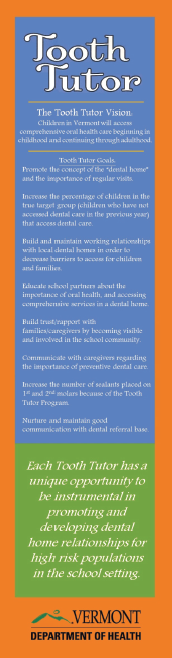 Tooth
Tutor
The Tooth Tutor Vision:
Children in Vermont will access
comprehensive oral health care beginning in
childhood and continuing through adulthood.
Tooth Tutor Goals:
Promote the concept of the "dental home"
and the importance of regular visits.
Increase the percentage of children in the
true target group (children who have not
accessed dental care in the previous year)
that access dental care.
Build and maintain working relationships
with local dental homes in order to
decrease barriers to access for children
and families.
Educate school partners about the
importance of oral health, and accessing
comprehensive services in a dental home.
Build trust/rapport with
families/caregivers by becoming visible
and involved in the school community.
Communicate with caregivers regarding
the importance of preventive dental care.
Increase the number of sealants placed on
1st and 2nd molars because of the Tooth
Tutor Program.
Nurture and maintain good
communication with dental referral base.
Each Tooth Tutor has a
unique opportunity to
be instrumental in
promoting and
developing dental
home relationships for
high risk populations
in the school setting.
VERMONT
DEPARTMENT OF HEALTH